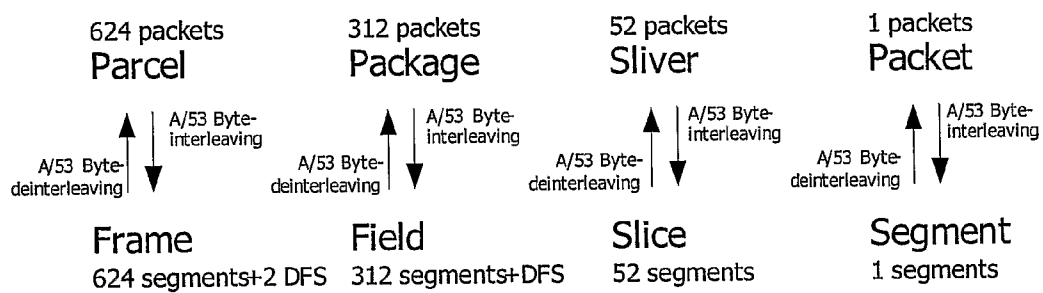 624 packets
Parcel
A/53 Byte-
interleaving
A/53 Byte-
deinterleaving
Frame
624 segments+2 DFS
312 packets
Package
A/53 Byte-
interleaving
A/53 Byte-
deinterleaving
Field
312 segments+DFS
52 packets
Sliver
A/53 Byte-
interleaving
A/53 Byte-
deinterleaving
Slice
52 segments
1 packets
Packet
A/53 Byte-
interleaving
A/53 Byte-
deinterleaving
Segment
1 segments